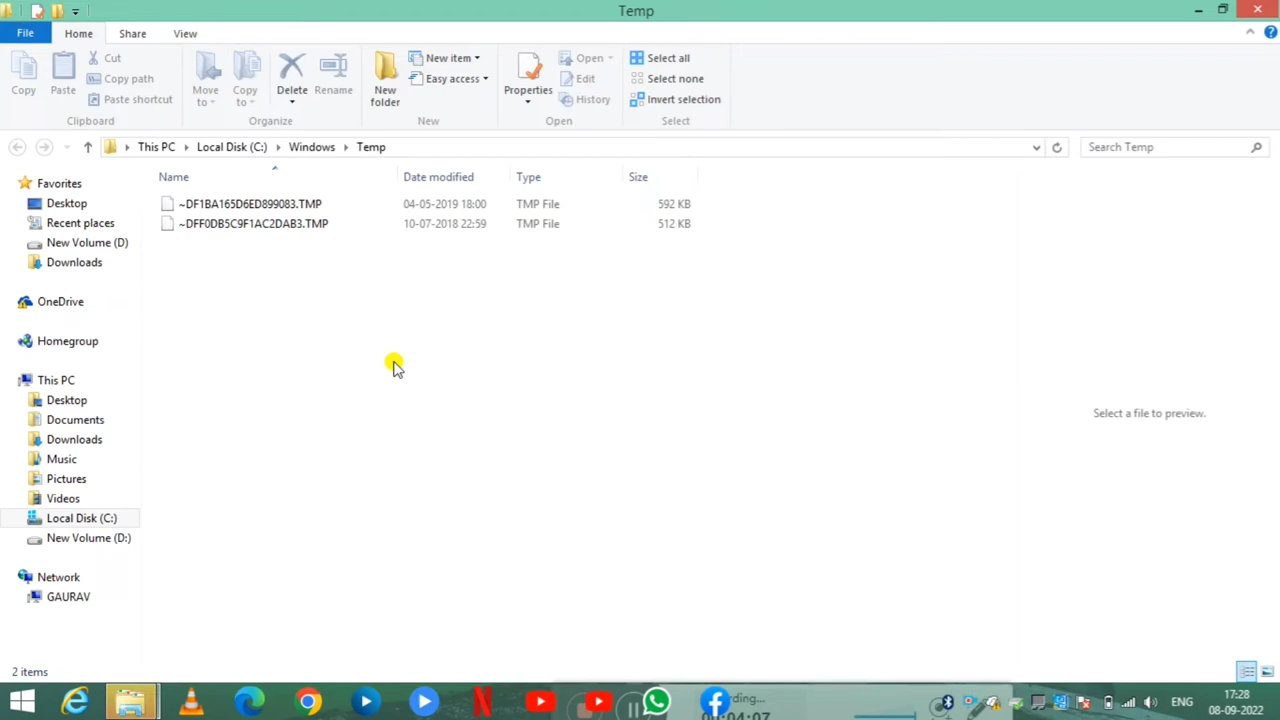 Temp
File Home Share View
Copy
Paste
Cut
Copy path
Paste shortcut
Clipboard
Move to
Copy to
Delete
Rename
Organize
New folder
New item
Easy access
New
Properties
Open
Edit
History
Open
Select all
Select none
Invert selection
Select
This PC Local Disk (C:) Windows Temp
Search Temp
Name Date modified Type Size
~DF1BA165D6ED899083.TMP 04-05-2019 18:00 TMP File 592 KB
~DFF0DB5C9F1AC2DAB3.TMP 10-07-2018 22:59 TMP File 512 KB
Favorites
Desktop
Recent places
New Volume (D)
Downloads
OneDrive
Homegroup
This PC
Desktop
Documents
Downloads
Music
Pictures
Videos
Local Disk (C:)
New Volume (D:)
Network
GAURAV
Select a file to preview.
2 items
ENG
17:28
08-09-2022